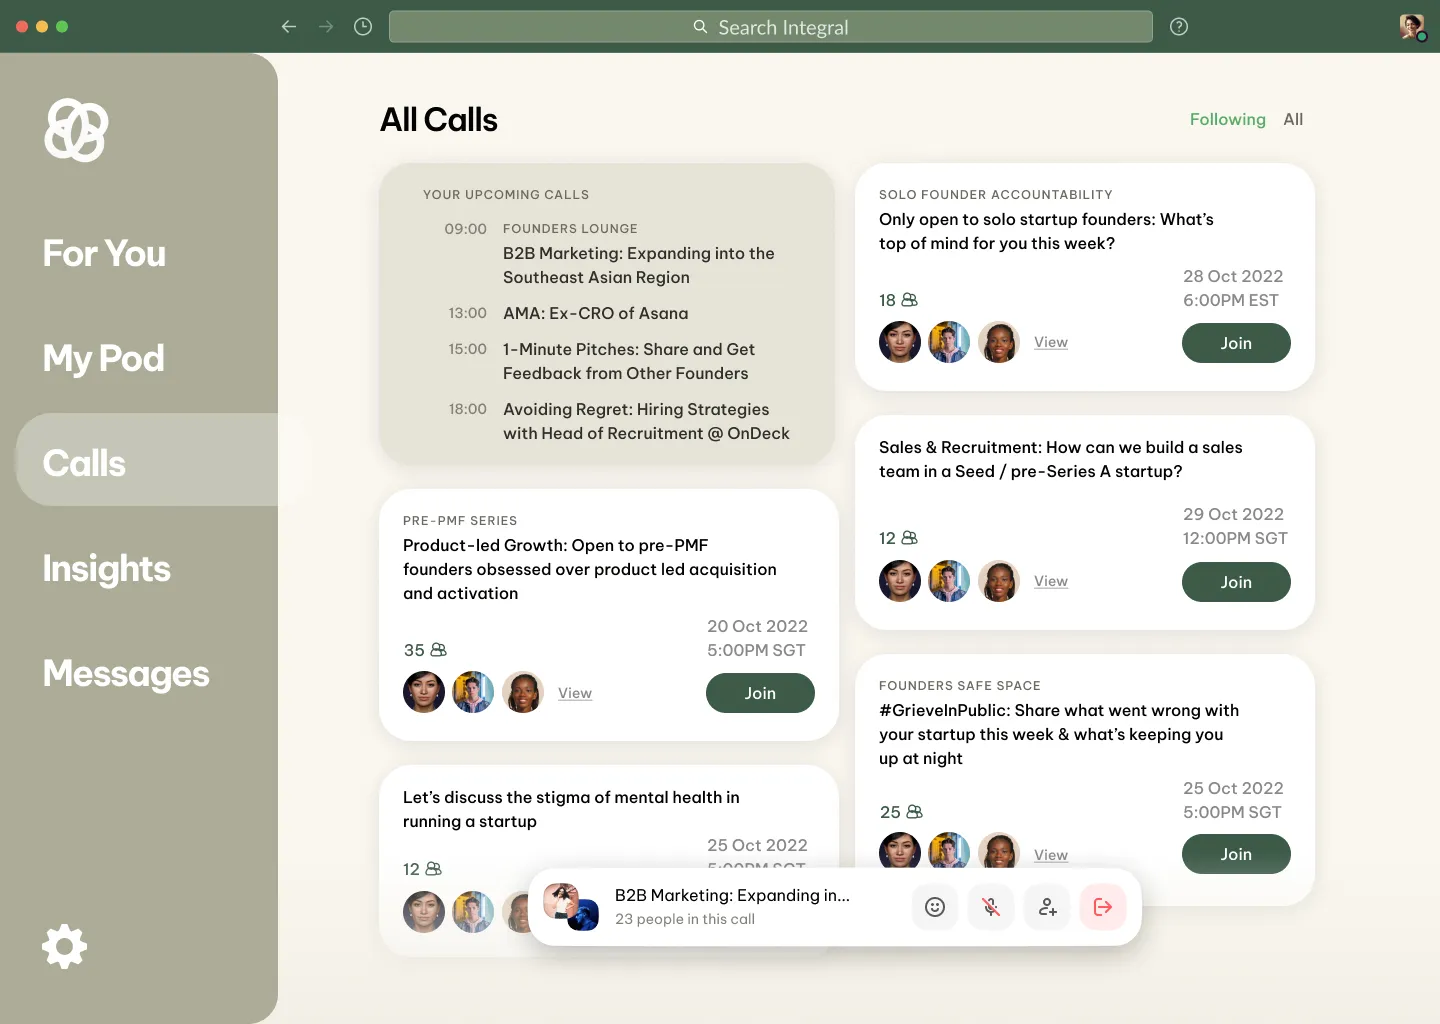 Search Integral
For You
My Pod
Calls
Insights
Messages
All Calls
Following
All
YOUR UPCOMING CALLS
09:00
FOUNDERS LOUNGE
B2B Marketing: Expanding into the
Southeast Asian Region
13:00
AMA: Ex-CRO of Asana
15:00
1-Minute Pitches: Share and Get
Feedback from Other Founders
18:00
Avoiding Regret: Hiring Strategies
with Head of Recruitment @ OnDeck
PRE-PMF SERIES
Product-led Growth: Open to pre-PMF
founders obsessed over product led acquisition
and activation
20 Oct 2022
35
5:00PM SGT
View
Join
Let’s discuss the stigma of mental health in
running a startup
25 Oct 2022
12
5:00PM SGT
SOLO FOUNDER ACCOUNTABILITY
Only open to solo startup founders: What’s
top of mind for you this week?
28 Oct 2022
18
6:00PM EST
View
Join
Sales & Recruitment: How can we build a sales
team in a Seed / pre-Series A startup?
29 Oct 2022
12
12:00PM SGT
View
Join
FOUNDERS SAFE SPACE
#GrieveInPublic: Share what went wrong with
your startup this week & what’s keeping you
up at night
25 Oct 2022
25
5:00PM SGT
View
Join
B2B Marketing: Expanding in...
23 people in this call